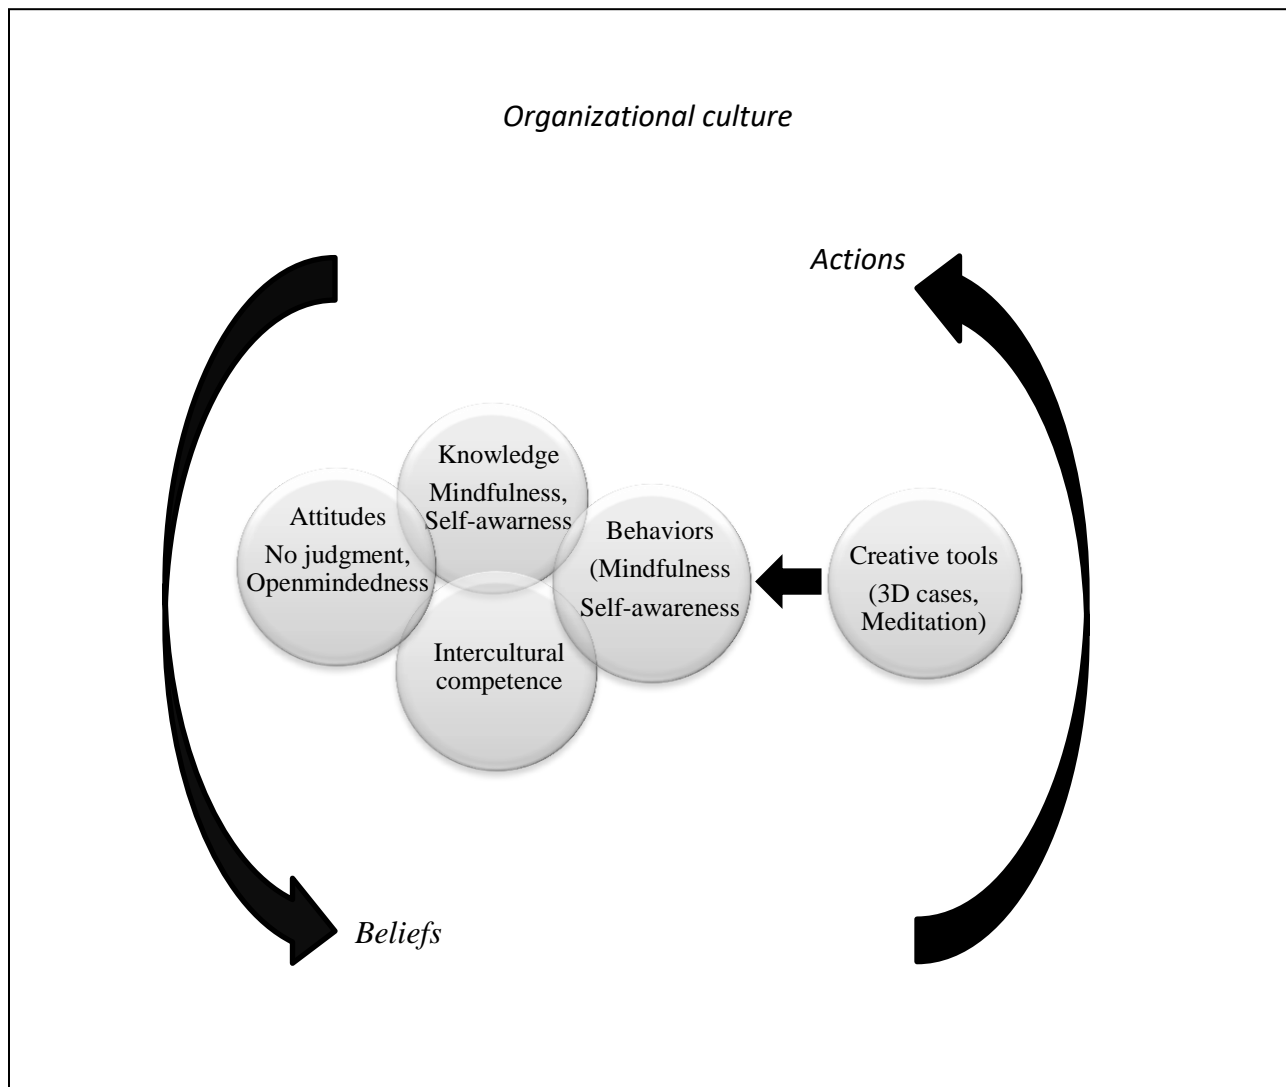 Organizational culture
Actions
Knowledge
Mindfulness,
Self-awarness
Attitudes
No judgment,
Openmindedness
Behaviors
(Mindfulness
Self-awareness
Creative tools
(3D cases,
Meditation)
Intercultural
competence
Beliefs